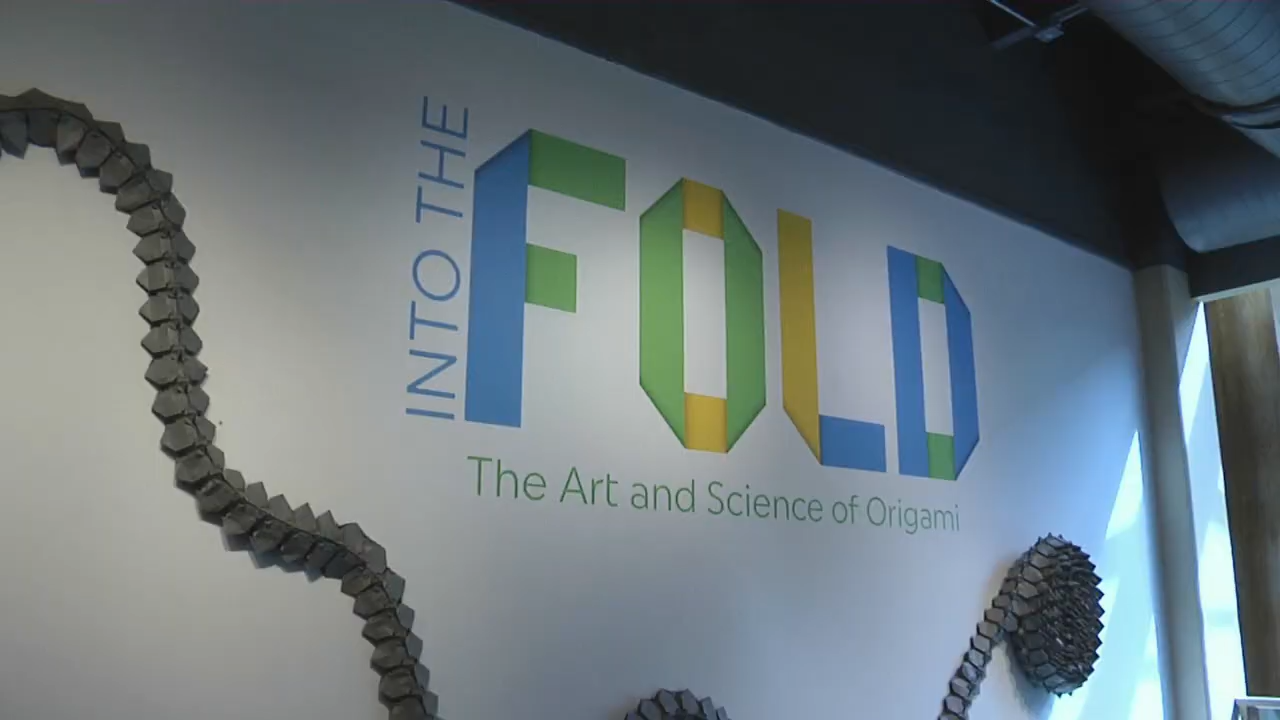 INTO THE
FOLD
The Art and Science of Origami